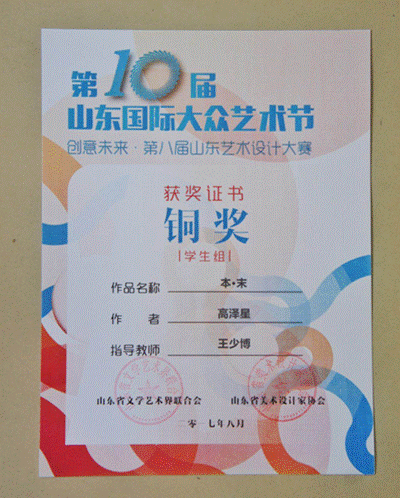 第10届
山东国际大众艺术节
创意未来·第八届山东艺术设计大赛
获奖证书
铜奖
|学生组|
作品名称 本·末
作者 高泽星
指导教师 王少博
山东省文学艺术界联合会 山东省美术设计家协会
二〇一七年八月